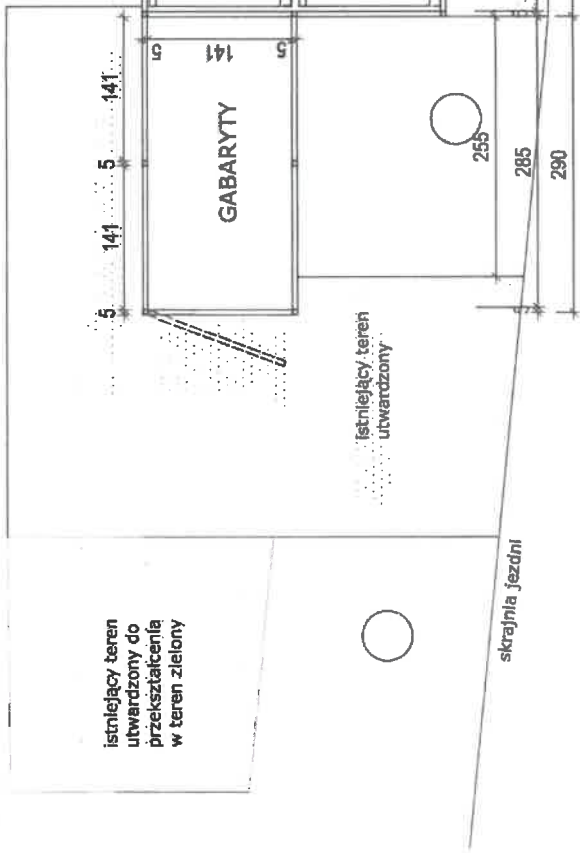 5 141 5 141
5 141 5
GABARYTY
255
285
290
istniejący teren
utwardzony
istniejący teren
utwardzony do
przekształcenia
w teren zielony
skrajnia jezdni